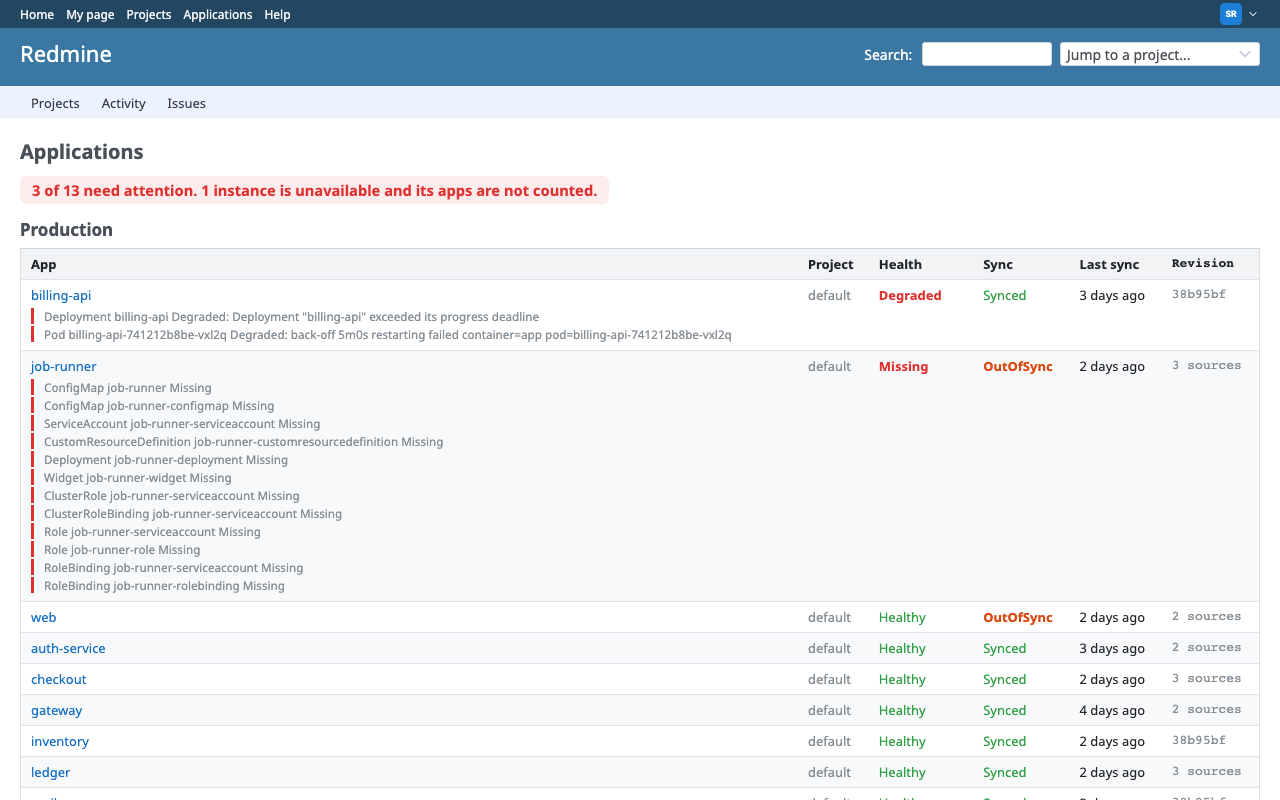 Home My page Projects Applications Help SR
Redmine Search: Jump to a project...
Projects Activity Issues
Applications
3 of 13 need attention. 1 instance is unavailable and its apps are not counted.
Production
App Project Health Sync Last sync Revision
billing-api default Degraded Synced 3 days ago 38b95bf
Deployment billing-api Degraded: Deployment "billing-api" exceeded its progress deadline
Pod billing-api-741212b8be-vxl2q Degraded: back-off 5m0s restarting failed container=app pod=billing-api-741212b8be-vxl2q
job-runner default Missing OutOfSync 2 days ago 3 sources
ConfigMap job-runner Missing
ConfigMap job-runner-configmap Missing
ServiceAccount job-runner-serviceaccount Missing
CustomResourceDefinition job-runner-customresourcedefinition Missing
Deployment job-runner-deployment Missing
Widget job-runner-widget Missing
ClusterRole job-runner-serviceaccount Missing
ClusterRoleBinding job-runner-serviceaccount Missing
Role job-runner-serviceaccount Missing
Role job-runner-role Missing
RoleBinding job-runner-serviceaccount Missing
RoleBinding job-runner-rolebinding Missing
web default Healthy OutOfSync 2 days ago 2 sources
auth-service default Healthy Synced 3 days ago 2 sources
checkout default Healthy Synced 2 days ago 3 sources
gateway default Healthy Synced 4 days ago 2 sources
inventory default Healthy Synced 2 days ago 38b95bf
ledger default Healthy Synced 2 days ago 3 sources